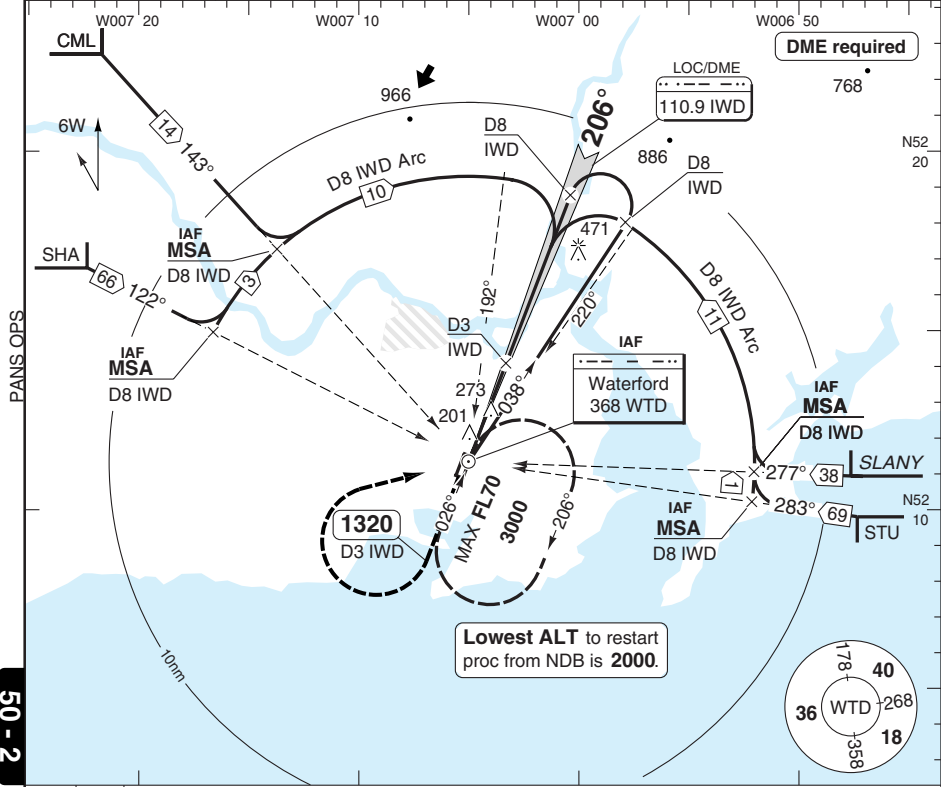 W007 20
W007 10
W007 00
W006 50
CML
DME required
768
LOC/DME
110.9 IWD
966
206°
D8
IWD
886
D8
IWD
N52
20
6W
14
143°
D8 IWD Arc
10
471
IAF
MSA
D8 IWD
SHA
66
122°
3
192°
220°
D8 IWD Arc
11
D3
IWD
IAF
Waterford
368 WTD
IAF
MSA
D8 IWD
273
201
038°
IAF
MSA
D8 IWD
PANS OPS
277°
38
SLANY
1
283°
69
STU
N52
10
IAF
MSA
D8 IWD
1320
D3 IWD
026°
MAX FL70
3000
206°
Lowest ALT to restart
proc from NDB is 2000.
10nm
50 - 2
178
40
268
36
WTD
18
358